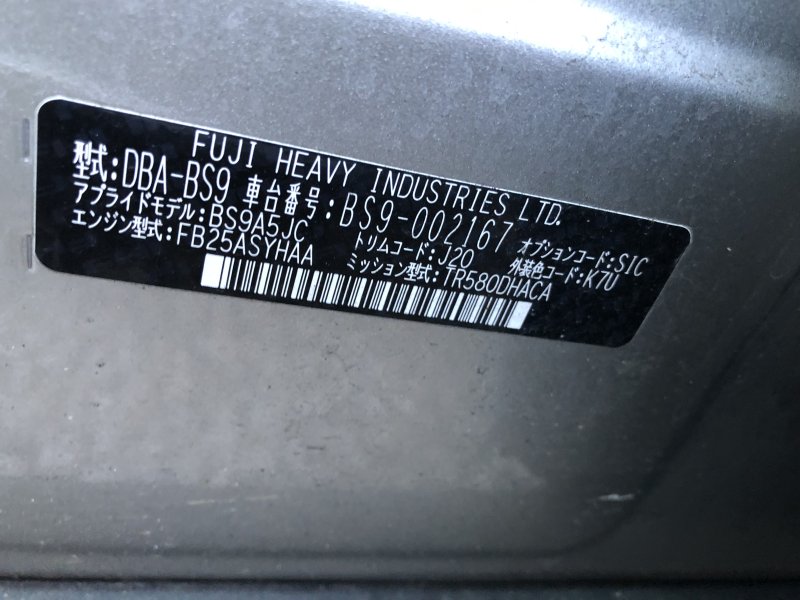 FUJI HEAVY INDUSTRIES LTD.
型式:DBA-BS9 車台番号:BS9-002167
アプライドモデル:BS9A5JC トリムコード:J20 オプションコード:SIC
エンジン型式:FB25ASYHAA ミッション型式:TR580DHACA 外装色コード:K7U